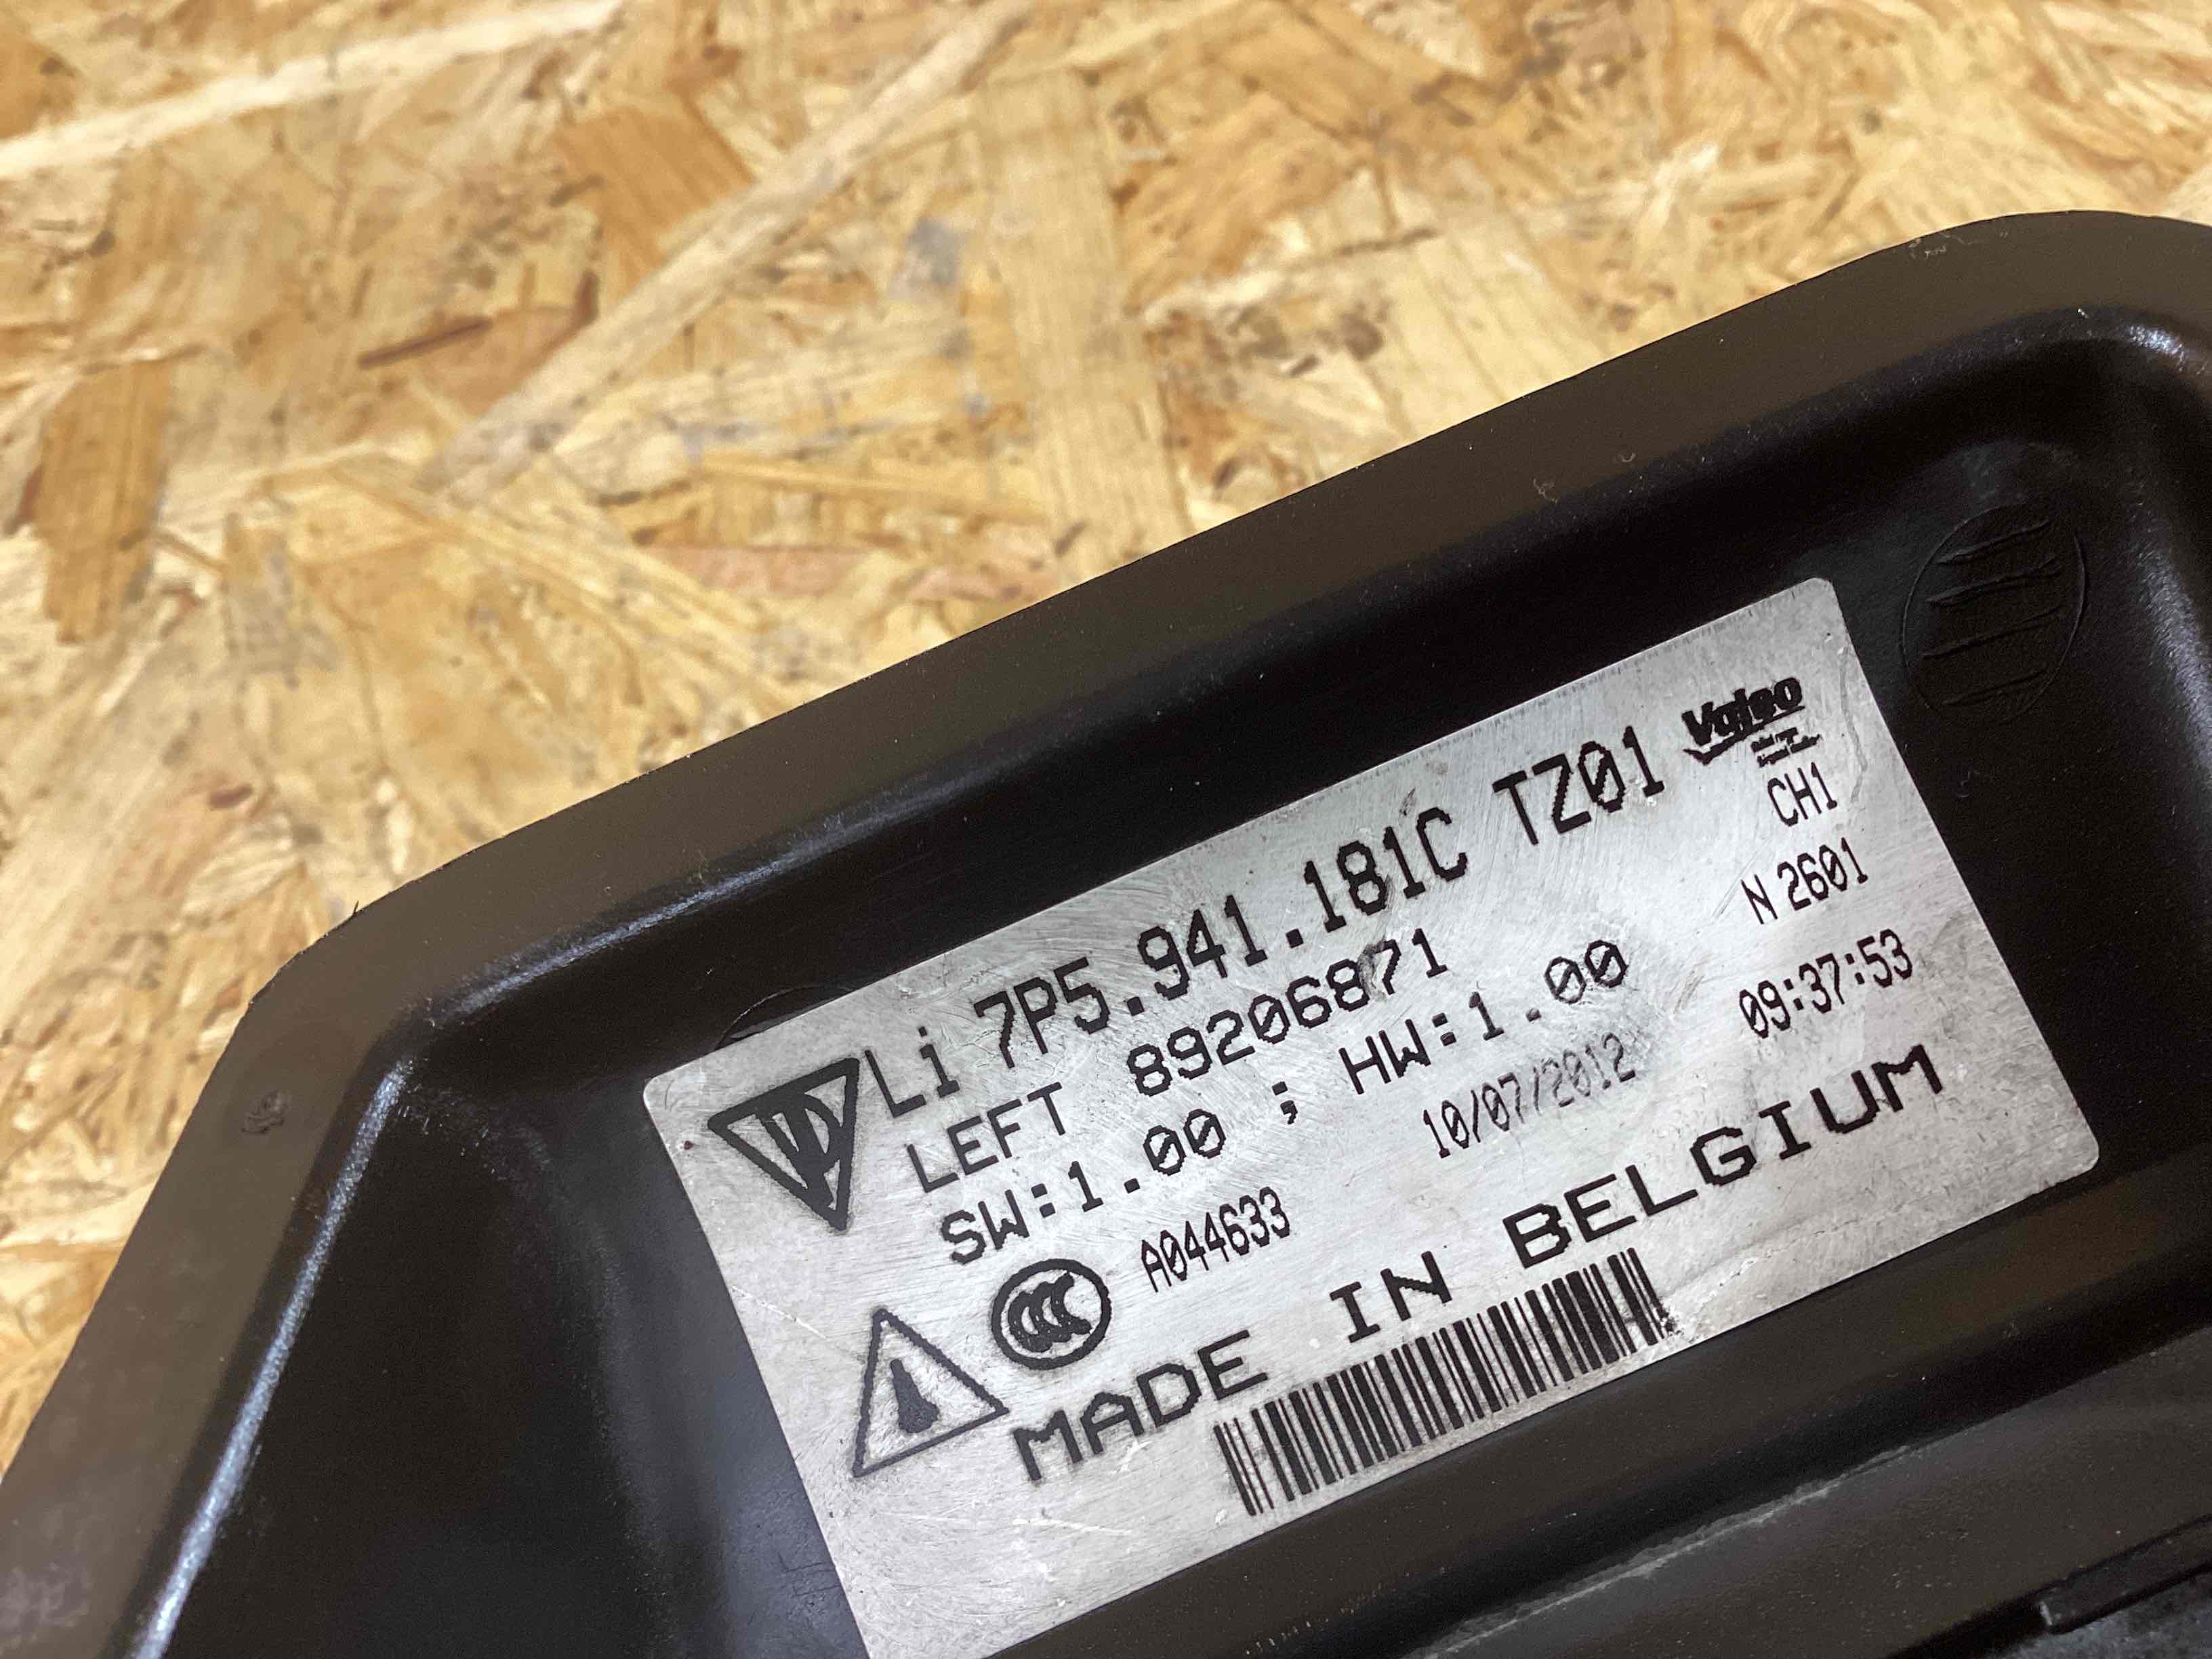 Li 7P5.941.181C TZ01
Valeo
CH1
LEFT 89206871
N 2601
SW:1.00 ; HW:1.00
10/07/2012 09:37:53
A044633
CCC
MADE IN BELGIUM